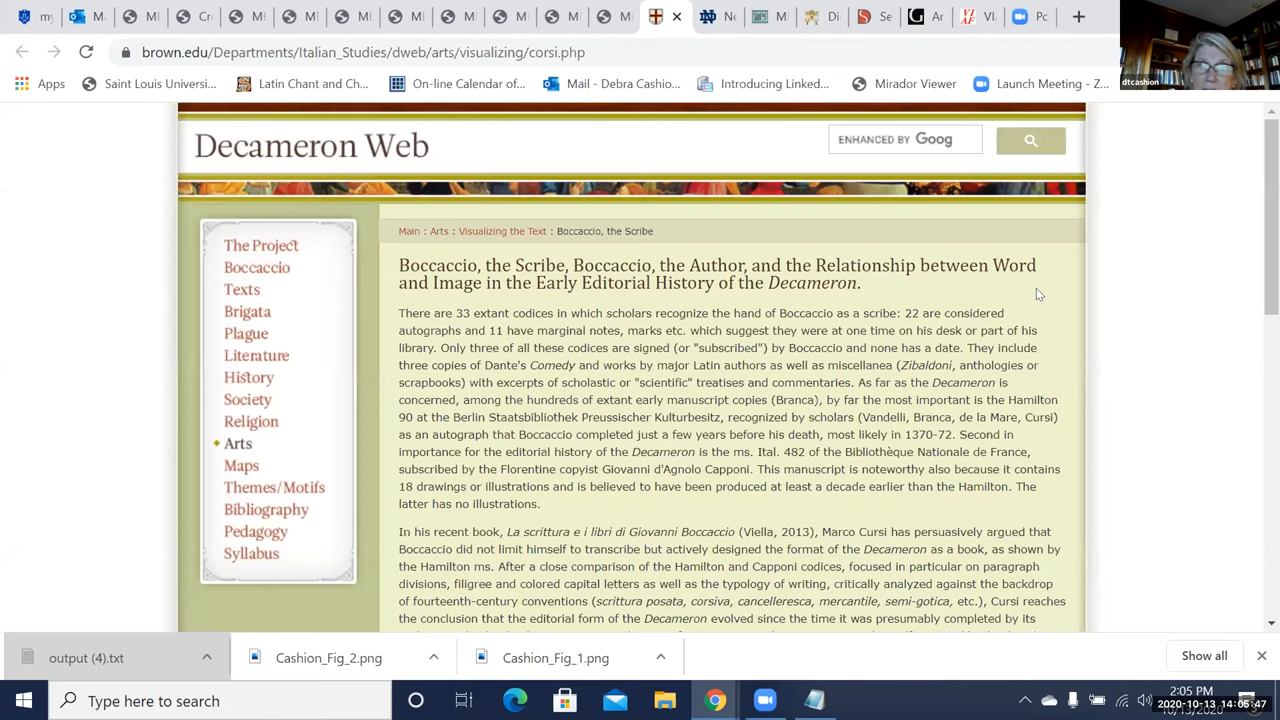 my
M
M
Cr
M
M
M
M
M
M
M
M
N
M
Di
Se
Ar
VI
Pc
brown.edu/Departments/Italian_Studies/dweb/arts/visualizing/corsi.php
dtcashion
Apps
Saint Louis Universi...
Latin Chant and Ch...
On-line Calendar of...
Mail - Debra Cashio...
Introducing Linked...
Mirador Viewer
Launch Meeting - Z...
Decameron Web
ENHANCED BY Goog
Main : Arts : Visualizing the Text : Boccaccio, the Scribe
The Project
Boccaccio
Texts
Brigata
Plague
Literature
History
Society
Religion
Arts
Maps
Themes/Motifs
Bibliography
Pedagogy
Syllabus
Boccaccio, the Scribe, Boccaccio, the Author, and the Relationship between Word
and Image in the Early Editorial History of the Decameron.
There are 33 extant codices in which scholars recognize the hand of Boccaccio as a scribe: 22 are considered
autographs and 11 have marginal notes, marks etc. which suggest they were at one time on his desk or part of his
library. Only three of all these codices are signed (or "subscribed") by Boccaccio and none has a date. They include
three copies of Dante's Comedy and works by major Latin authors as well as miscellanea (Zibaldoni, anthologies or
scrapbooks) with excerpts of scholastic or "scientific" treatises and commentaries. As far as the Decameron is
concerned, among the hundreds of extant early manuscript copies (Branca), by far the most important is the Hamilton
90 at the Berlin Staatsbibliothek Preussischer Kulturbesitz, recognized by scholars (Vandelli, Branca, de la Mare, Cursi)
as an autograph that Boccaccio completed just a few years before his death, most likely in 1370-72. Second in
importance for the editorial history of the Decameron is the ms. Ital. 482 of the Bibliothèque Nationale de France,
subscribed by the Florentine copyist Giovanni d'Agnolo Capponi. This manuscript is noteworthy also because it contains
18 drawings or illustrations and is believed to have been produced at least a decade earlier than the Hamilton. The
latter has no illustrations.
In his recent book, La scrittura e i libri di Giovanni Boccaccio (Viella, 2013), Marco Cursi has persuasively argued that
Boccaccio did not limit himself to transcribe but actively designed the format of the Decameron as a book, as shown by
the Hamilton ms. After a close comparison of the Hamilton and Capponi codices, focused in particular on paragraph
divisions, filigree and colored capital letters as well as the typology of writing, critically analyzed against the backdrop
of fourteenth-century conventions (scrittura posata, corsiva, cancelleresca, mercantile, semi-gotica, etc.), Cursi reaches
the conclusion that the editorial form of the Decameron evolved since the time it was presumably completed by its
output (4).txt
Cashion_Fig_2.png
Cashion_Fig_1.png
Show all
Type here to search
2:05 PM
2020-10-13 14:05:47